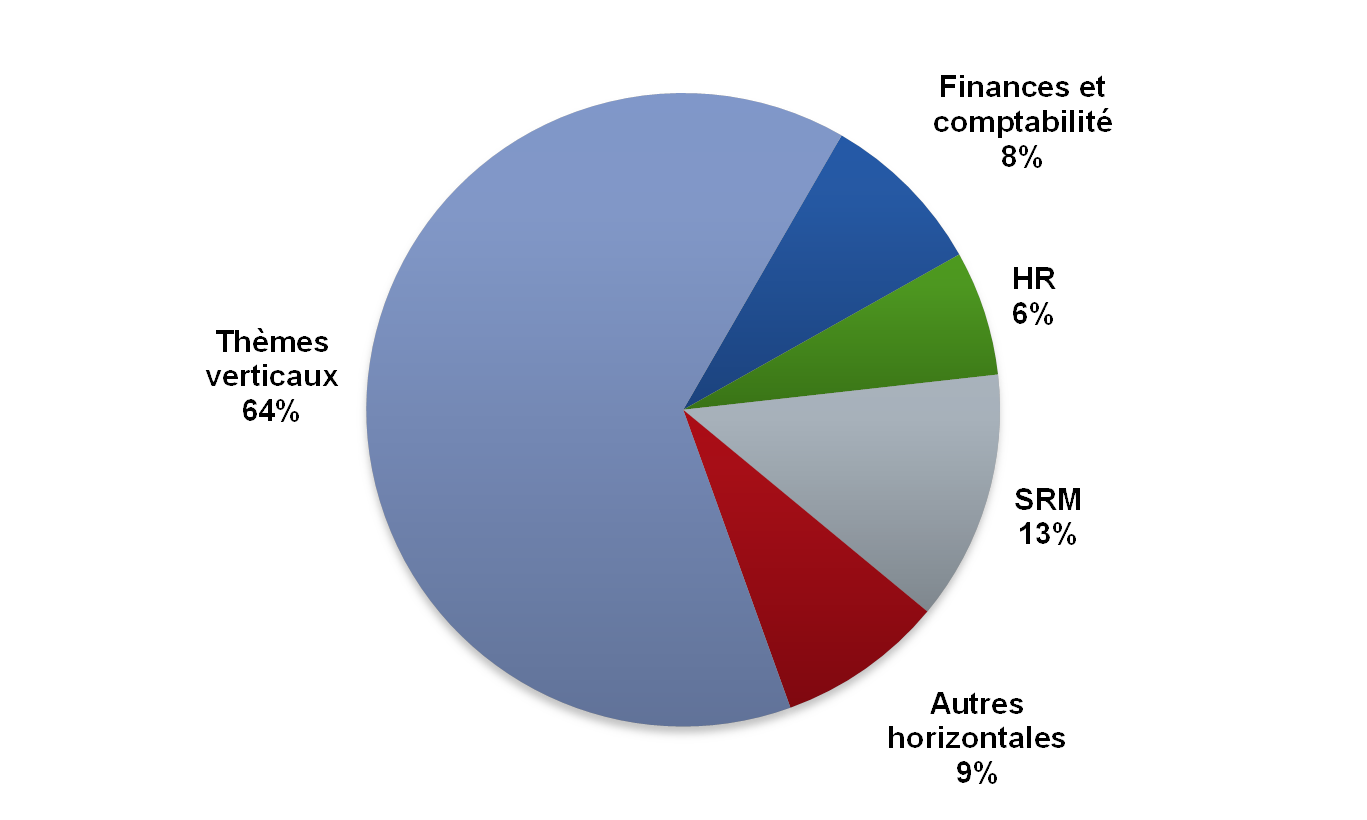 Finances et
comptabilité
8%
HR
6%
SRM
13%
Autres
horizontales
9%
Thèmes
verticaux
64%